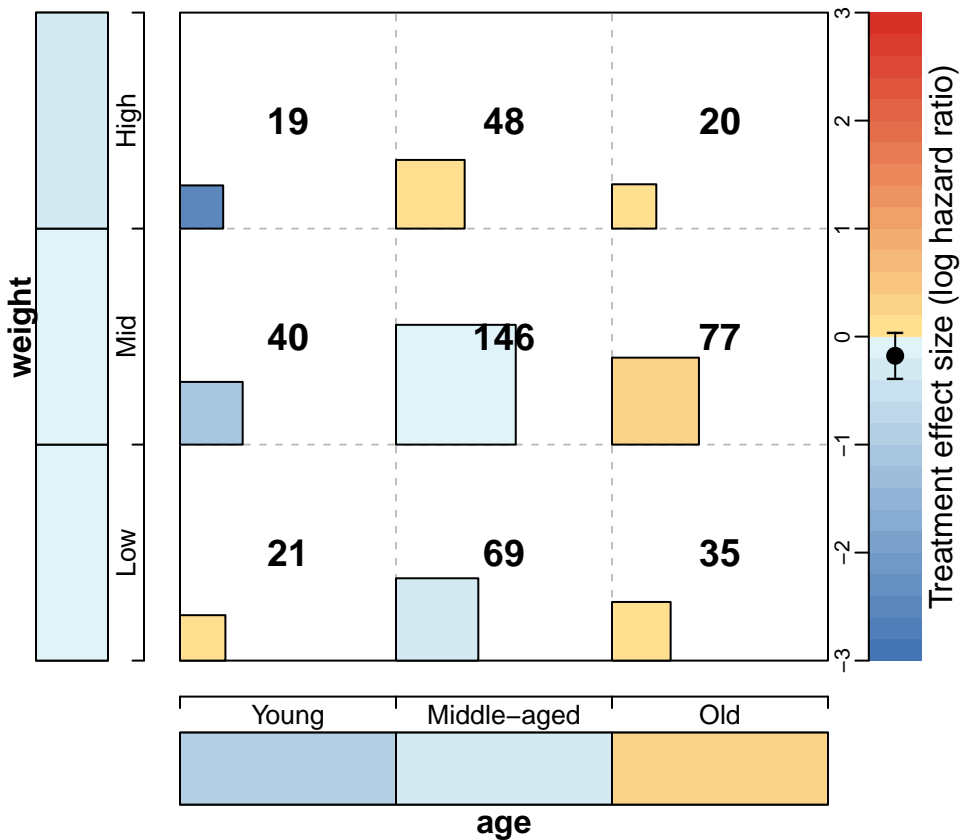 High
19
48
20
weight
Mid
40
146
77
Low
21
69
35
3
2
1
0
−1
−2
−3
Treatment effect size (log hazard ratio)
Young
Middle−aged
Old
age